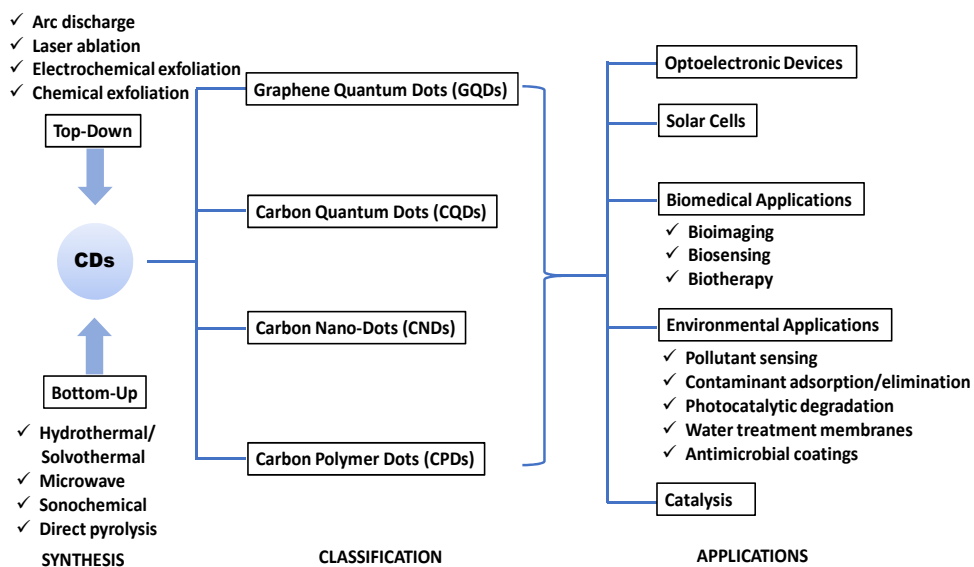 ✓ Arc discharge
✓ Laser ablation
✓ Electrochemical exfoliation
✓ Chemical exfoliation
Top-Down
CDs
Bottom-Up
✓ Hydrothermal/
Solvothermal
✓ Microwave
✓ Sonochemical
✓ Direct pyrolysis
SYNTHESIS
Graphene Quantum Dots (GQDs)
Carbon Quantum Dots (CQDs)
Carbon Nano-Dots (CNDs)
Carbon Polymer Dots (CPDs)
CLASSIFICATION
Optoelectronic Devices
Solar Cells
Biomedical Applications
✓ Bioimaging
✓ Biosensing
✓ Biotherapy
Environmental Applications
✓ Pollutant sensing
✓ Contaminant adsorption/elimination
✓ Photocatalytic degradation
✓ Water treatment membranes
✓ Antimicrobial coatings
Catalysis
APPLICATIONS